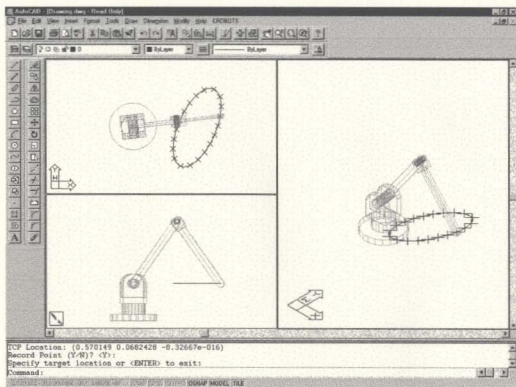 AutoCAD - [Drawing.dwg - Read Only]
File Edit View Insert Format Tools Draw Dimension Modify Help KROBOTS
0 ByLayer ByLayer
Y
X
TCP Location: (0.570149 0.0682428 -8.32667e-016)
Record Point (Y/N)? <Y>:
Specify target location or <ENTER> to exit:
Command:
OSNAP MODEL TILE